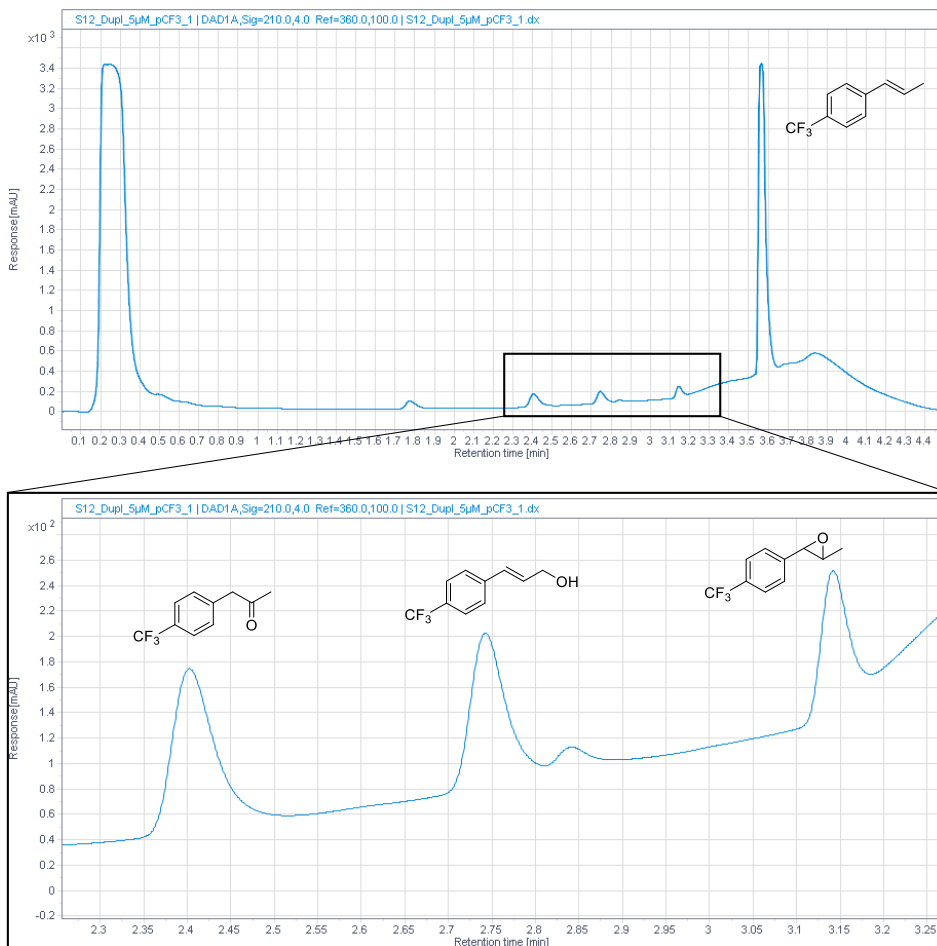 S12_Dupl_5µM_pCF3_1 | DAD1A,Sig=210.0,4.0 Ref=360.0,100.0 | S12_Dupl_5µM_pCF3_1.dx
x10 3
3.4
3.2
3
2.8
2.6
2.4
2.2
2
1.8
1.6
1.4
1.2
1
0.8
0.6
0.4
0.2
0
Response [mAU]
CF3
0.1 0.2 0.3 0.4 0.5 0.6 0.7 0.8 0.9 1 1.1 1.2 1.3 1.4 1.5 1.6 1.7 1.8 1.9 2 2.1 2.2 2.3 2.4 2.5 2.6 2.7 2.8 2.9 3 3.1 3.2 3.3 3.4 3.5 3.6 3.7 3.8 3.9 4 4.1 4.2 4.3 4.4
Retention time [min]
S12_Dupl_5µM_pCF3_1 | DAD1A,Sig=210.0,4.0 Ref=360.0,100.0 | S12_Dupl_5µM_pCF3_1.dx
x10 2
2.6
2.4
2.2
2
1.8
1.6
1.4
1.2
1
0.8
0.6
0.4
0.2
0
-0.2
Response [mAU]
CF3
O
CF3
OH
CF3
O
2.3 2.35 2.4 2.45 2.5 2.55 2.6 2.65 2.7 2.75 2.8 2.85 2.9 2.95 3 3.05 3.1 3.15 3.2 3.25
Retention time [min]